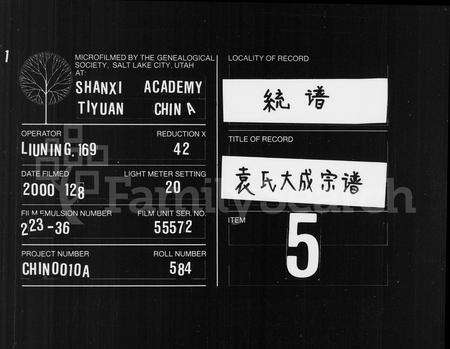 1
MICROFILMED BY THE GENEALOGICAL
SOCIETY, SALT LAKE CITY, UTAH
AT:
SHANXI ACADEMY
TIYUAN CHINA
OPERATOR REDUCTION X
LIUNING,169 42
DATE FILMED LIGHT METER SETTING
2000 128 20
FILM EMULSION NUMBER FILM UNIT SER. NO.
223-36 55572
PROJECT NUMBER ROLL NUMBER
CHIN0010A 584
LOCALITY OF RECORD
統谱
TITLE OF RECORD
袁氏大成宗谱
ITEM
5
FamilySearch